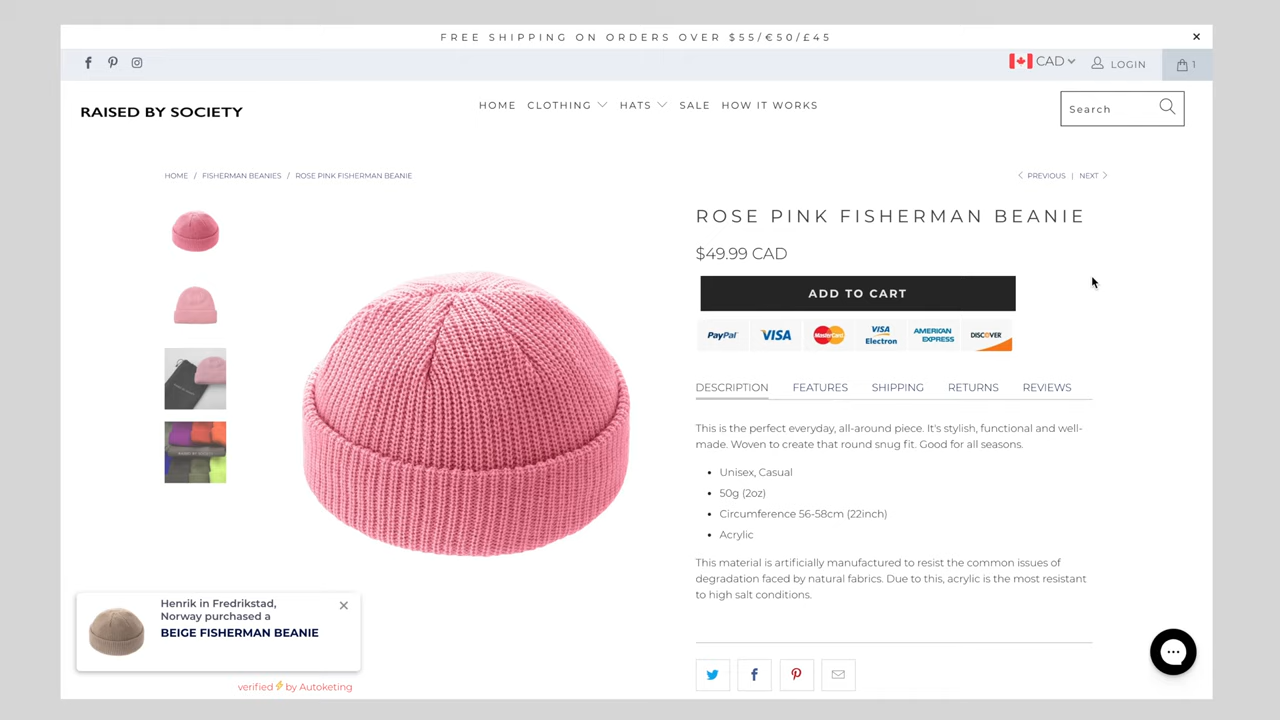 FREE SHIPPING ON ORDERS OVER $55/€50/£45
CAD
LOGIN
1
RAISED BY SOCIETY
HOME CLOTHING HATS SALE HOW IT WORKS
Search
HOME / FISHERMAN BEANIES / ROSE PINK FISHERMAN BEANIE
PREVIOUS | NEXT
ROSE PINK FISHERMAN BEANIE
$49.99 CAD
ADD TO CART
PayPal VISA MasterCard VISA Electron AMERICAN EXPRESS DISCOVER
DESCRIPTION FEATURES SHIPPING RETURNS REVIEWS
This is the perfect everyday, all-around piece. It's stylish, functional and well-
made. Woven to create that round snug fit. Good for all seasons.
• Unisex, Casual
• 50g (2oz)
• Circumference 56-58cm (22inch)
• Acrylic
This material is artificially manufactured to resist the common issues of
degradation faced by natural fabrics. Due to this, acrylic is the most resistant
to high salt conditions.
Henrik in Fredrikstad,
Norway purchased a
BEIGE FISHERMAN BEANIE
verified⚡by Autoketing